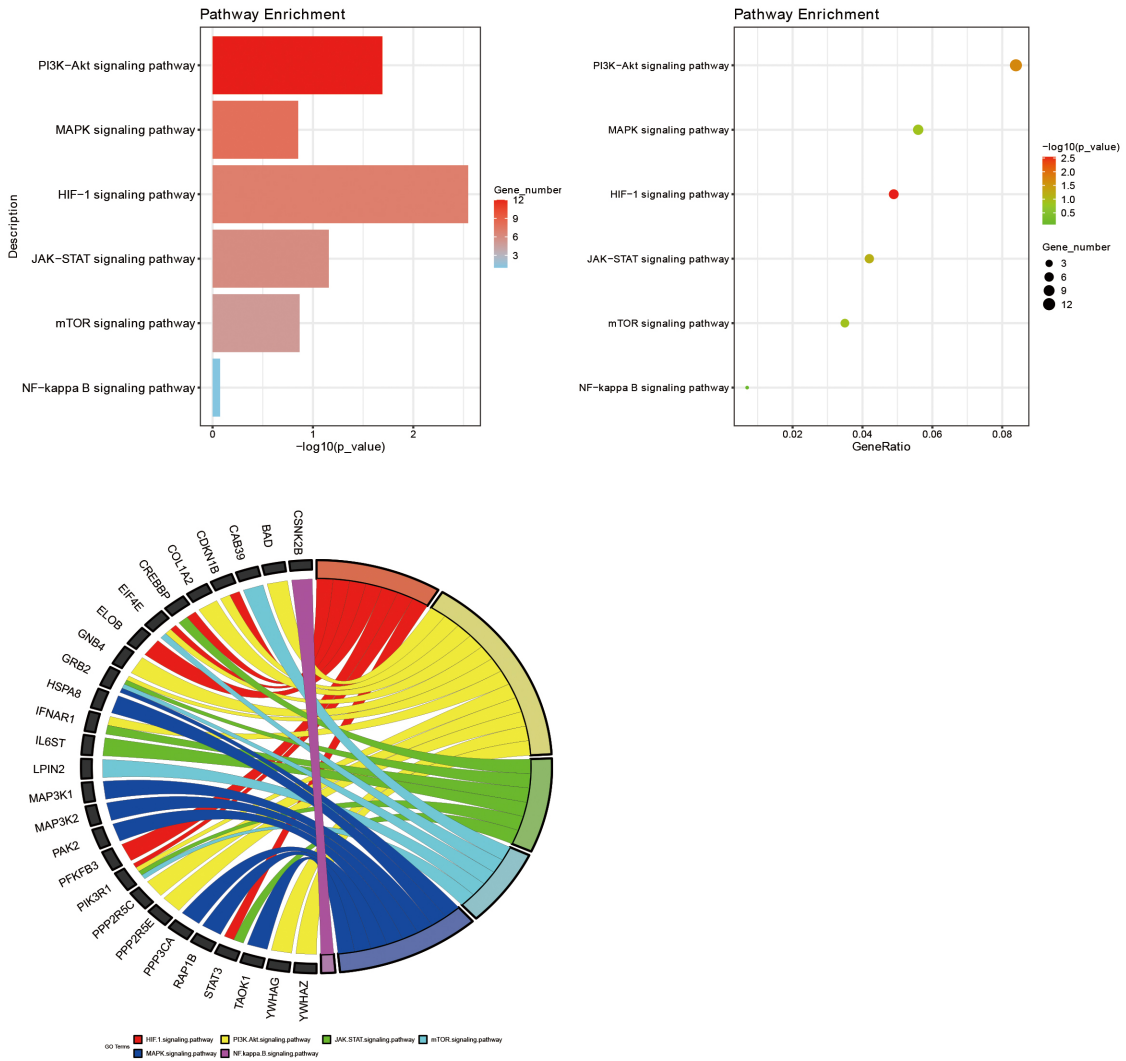 Pathway Enrichment
Description
PI3K−Akt signaling pathway
MAPK signaling pathway
HIF−1 signaling pathway
JAK−STAT signaling pathway
mTOR signaling pathway
NF−kappa B signaling pathway
0 1 2
−log10(p_value)
Gene_number
12
9
6
3
Pathway Enrichment
PI3K−Akt signaling pathway
MAPK signaling pathway
HIF−1 signaling pathway
JAK−STAT signaling pathway
mTOR signaling pathway
NF−kappa B signaling pathway
0.02 0.04 0.06 0.08
GeneRatio
−log10(p_value)
2.5
2.0
1.5
1.0
0.5
Gene_number
3
6
9
12
CSNK2B
BAD
CAB39
CDKN1B
COL1A2
CREBBP
EIF4E
ELOB
GNB4
GRB2
HSPA8
IFNAR1
IL6ST
LPIN2
MAP3K1
MAP3K2
PAK2
PFKFB3
PIK3R1
PPP2R5C
PPP2R5E
PPP3CA
RAP1B
STAT3
TAOK1
YWHAG
YWHAZ
GO Terms
HIF.1.signaling.pathway PI3K.Akt.signaling.pathway JAK.STAT.signaling.pathway mTOR.signaling.pathway
MAPK.signaling.pathway NF.kappa.B.signaling.pathway